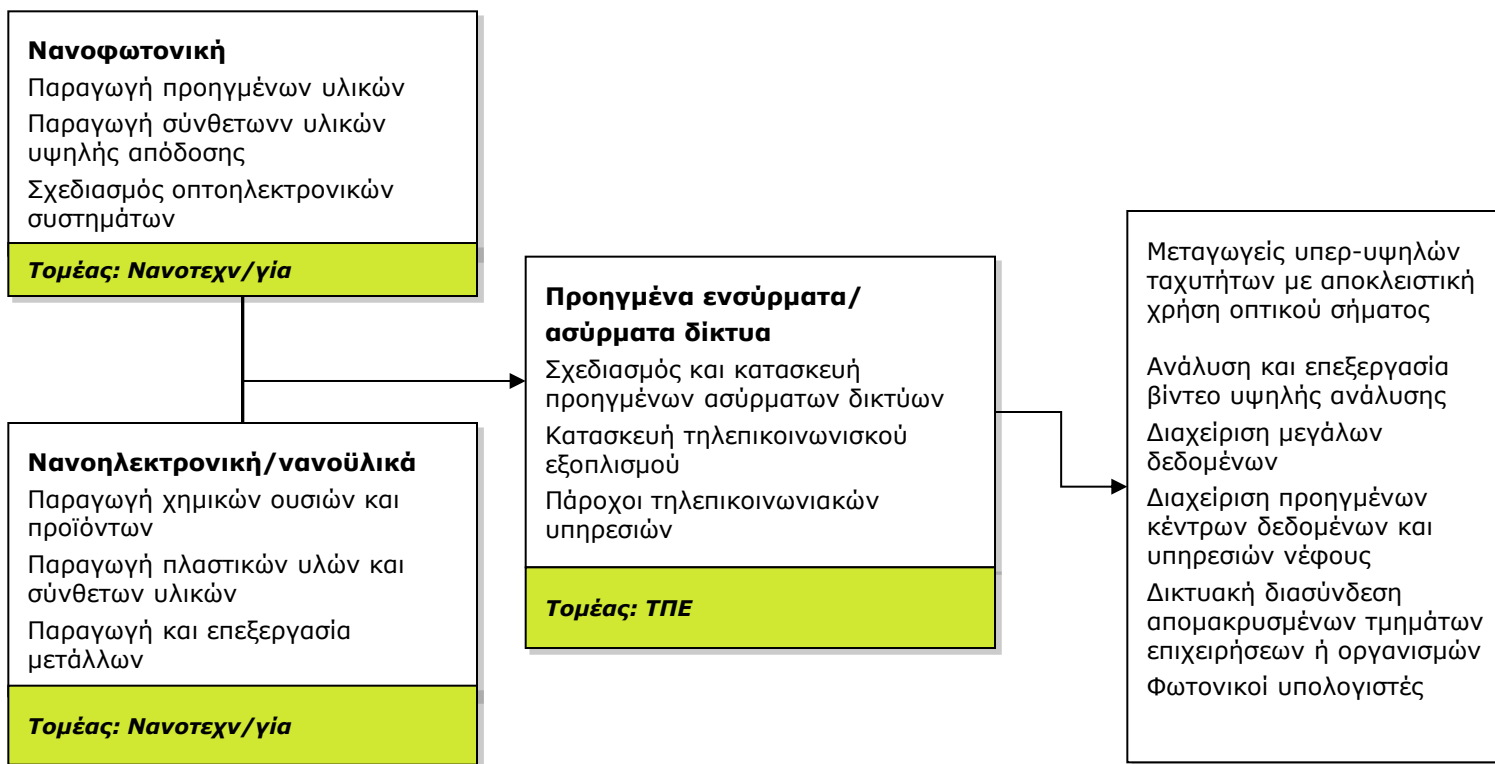 Νανοφωτονική
Παραγωγή προηγμένων υλικών
Παραγωγή σύνθετωνν υλικών
υψηλής απόδοσης
Σχεδιασμός οπτοηλεκτρονικών
συστημάτων
Τομέας: Νανοτεχν/γία
Νανοηλεκτρονική/νανοϋλικά
Παραγωγή χημικών ουσιών και
προϊόντων
Παραγωγή πλαστικών υλών και
σύνθετων υλικών
Παραγωγή και επεξεργασία
μετάλλων
Τομέας: Νανοτεχν/γία
Προηγμένα ενσύρματα/
ασύρματα δίκτυα
Σχεδιασμός και κατασκευή
προηγμένων ασύρματων δικτύων
Κατασκευή τηλεπικοινωνισκού
εξοπλισμού
Πάροχοι τηλεπικοινωνιακών
υπηρεσιών
Τομέας: ΤΠΕ
Μεταγωγείς υπερ-υψηλών
ταχυτήτων με αποκλειστική
χρήση οπτικού σήματος
Ανάλυση και επεξεργασία
βίντεο υψηλής ανάλυσης
Διαχείριση μεγάλων
δεδομένων
Διαχείριση προηγμένων
κέντρων δεδομένων και
υπηρεσιών νέφους
Δικτυακή διασύνδεση
απομακρυσμένων τμημάτων
επιχειρήσεων ή οργανισμών
Φωτονικοί υπολογιστές